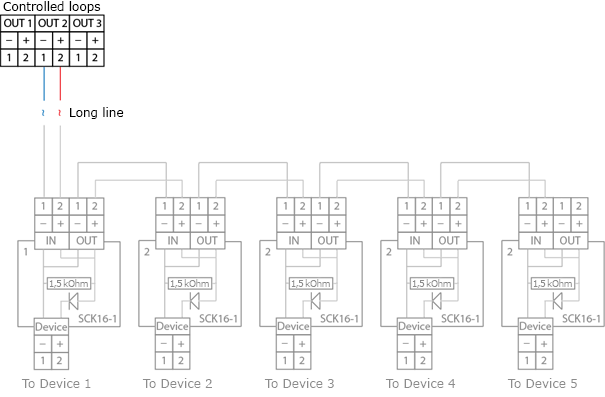 Controlled loops
OUT 1 OUT 2 OUT 3
− + − + − +
1 2 1 2 1 2
~ ~ Long line
1 2 1 2 1 2 1 2 1 2 1 2 1 2 1 2 1 2 1 2
− + − + − + − + − + − + − + − + − + − +
IN OUT IN OUT IN OUT IN OUT IN OUT
1 2 2 2 2
1,5 kOhm 1,5 kOhm 1,5 kOhm 1,5 kOhm 1,5 kOhm
SCK16-1 SCK16-1 SCK16-1 SCK16-1 SCK16-1
Device Device Device Device Device
− + − + − + − + − +
1 2 1 2 1 2 1 2 1 2
To Device 1 To Device 2 To Device 3 To Device 4 To Device 5